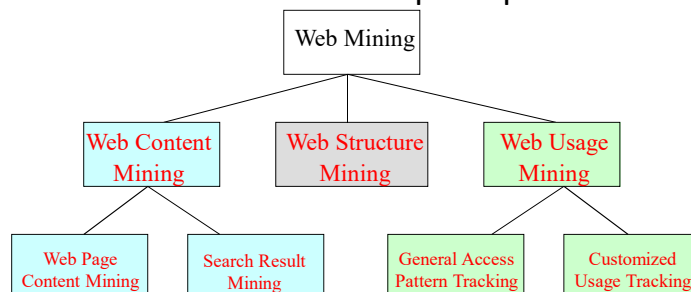 Web Mining
Web Content
Mining
Web Structure
Mining
Web Usage
Mining
Web Page
Content Mining
Search Result
Mining
General Access
Pattern Tracking
Customized
Usage Tracking